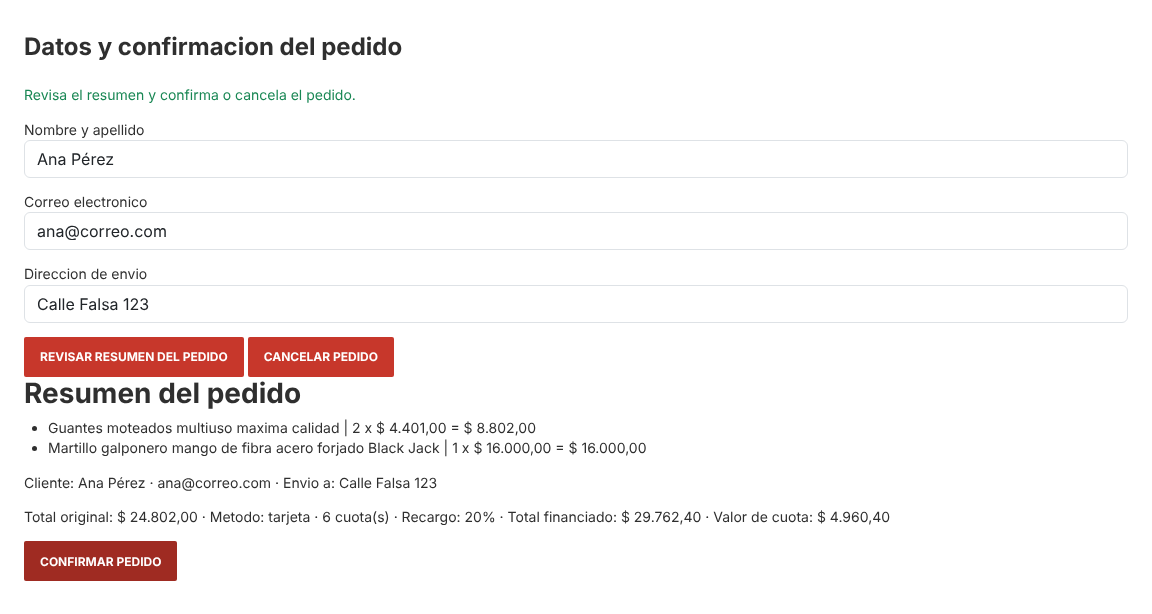 Datos y confirmacion del pedido
Revisa el resumen y confirma o cancela el pedido.
Nombre y apellido
Ana Pérez
Correo electronico
ana@correo.com
Direccion de envio
Calle Falsa 123
REVISAR RESUMEN DEL PEDIDO CANCELAR PEDIDO
Resumen del pedido
• Guantes moteados multiuso maxima calidad | 2 x $ 4.401,00 = $ 8.802,00
• Martillo galponero mango de fibra acero forjado Black Jack | 1 x $ 16.000,00 = $ 16.000,00
Cliente: Ana Pérez · ana@correo.com · Envio a: Calle Falsa 123
Total original: $ 24.802,00 · Metodo: tarjeta · 6 cuota(s) · Recargo: 20% · Total financiado: $ 29.762,40 · Valor de cuota: $ 4.960,40
CONFIRMAR PEDIDO